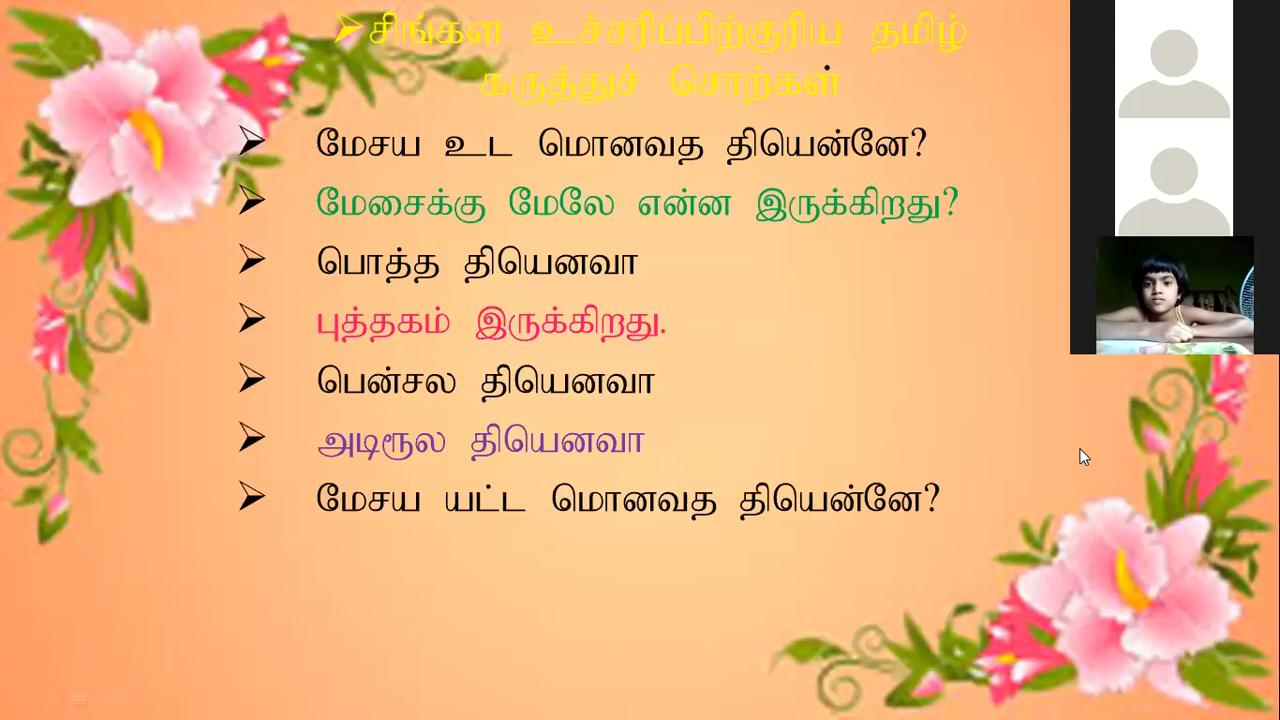 சிங்கள உச்சரிப்பிற்குரிய தமிழ்
கருத்துச் சொற்கள்
மேசய உட மொனவத தியென்னே?
மேசைக்கு மேலே என்ன இருக்கிறது?
பொத்த தியெனவா
புத்தகம் இருக்கிறது.
பென்சல தியெனவா
அடிரூல தியெனவா
மேசய யட்ட மொனவத தியென்னே?